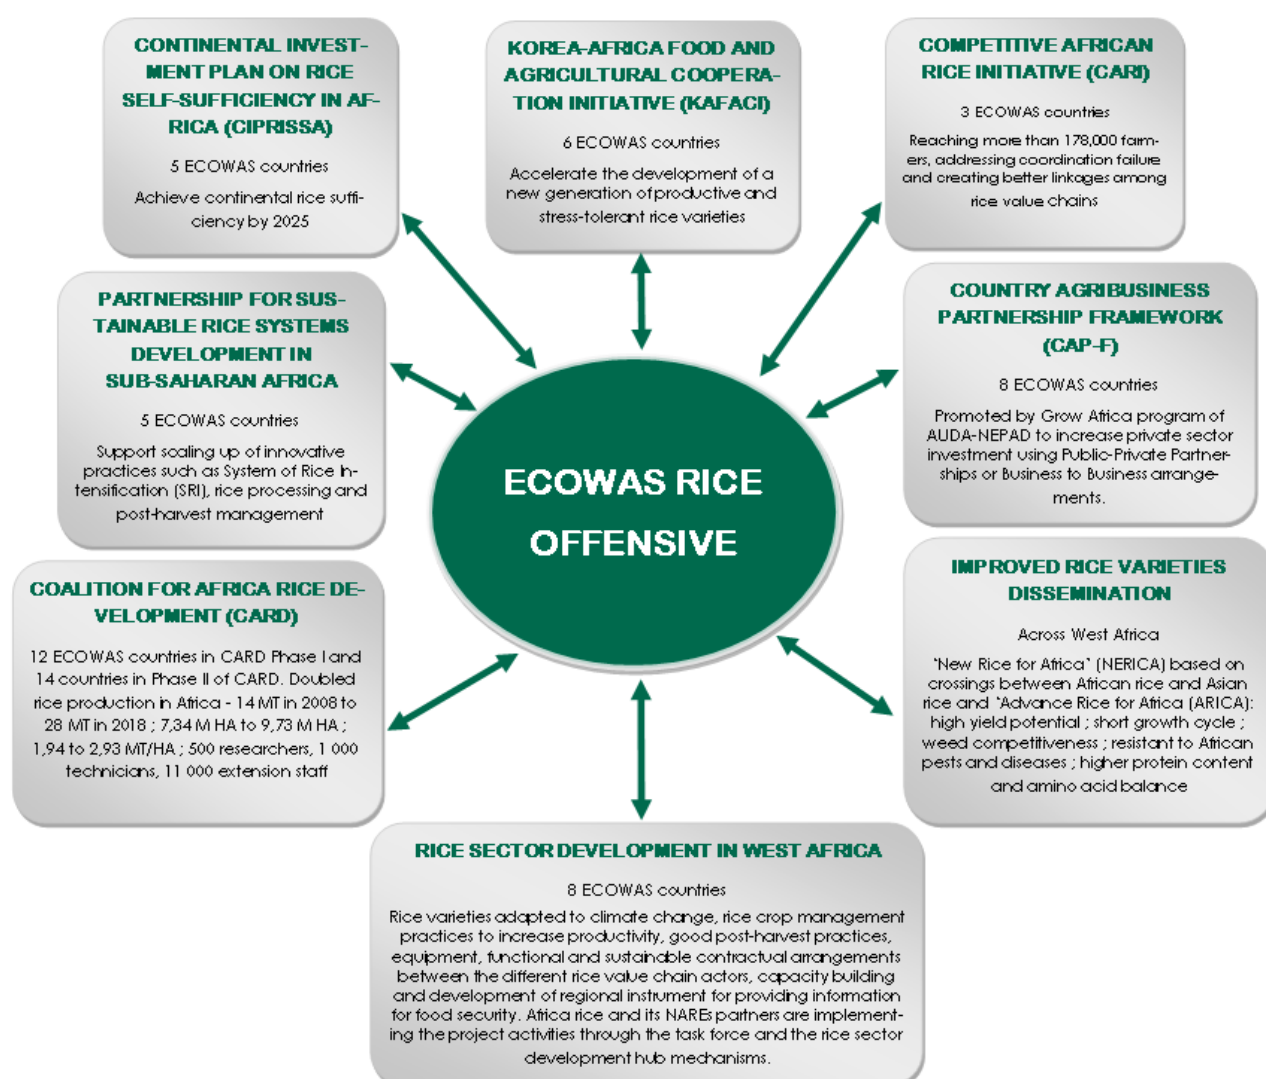 CONTINENTAL INVEST-
MENT PLAN ON RICE
SELF-SUFFICIENCY IN AF-
RICA (CIPRISSA)
5 ECOWAS countries
Achieve continental rice suffi-
ciency by 2025
KOREA-AFRICA FOOD AND
AGRICULTURAL COOPERA-
TION INITIATIVE (KAFACI)
6 ECOWAS countries
Accelerate the development of a
new generation of productive and
stress-tolerant rice varieties
COMPETITIVE AFRICAN
RICE INITIATIVE (CARI)
3 ECOWAS countries
Reaching more than 178,000 farm-
ers, addressing coordination failure
and creating better linkages among
rice value chains
PARTNERSHIP FOR SUS-
TAINABLE RICE SYSTEMS
DEVELOPMENT IN
SUB-SAHARAN AFRICA
5 ECOWAS countries
Support scaling up of innovative
practices such as System of Rice In-
tensification (SRI), rice processing and
post-harvest management
COUNTRY AGRIBUSINESS
PARTNERSHIP FRAMEWORK
(CAP-F)
8 ECOWAS countries
Promoted by Grow Africa program of
AUDA-NEPAD to increase private sector
investment using Public-Private Partner-
ships or Business to Business arrange-
ments.
ECOWAS RICE
OFFENSIVE
COALITION FOR AFRICA RICE DE-
VELOPMENT (CARD)
12 ECOWAS countries in CARD Phase I and
14 countries in Phase II of CARD. Doubled
rice production in Africa - 14 MT in 2008 to
28 MT in 2018 ; 7,34 M HA to 9,73 M HA ;
1,94 to 2,93 MT/HA ; 500 researchers, 1 000
technicians, 11 000 extension staff
IMPROVED RICE VARIETIES
DISSEMINATION
Across West Africa
'New Rice for Africa' (NERICA) based on
crossings between African rice and Asian
rice and 'Advance Rice for Africa (ARICA):
high yield potential ; short growth cycle ;
weed competitiveness ; resistant to African
pests and diseases ; higher protein content
and amino acid balance
RICE SECTOR DEVELOPMENT IN WEST AFRICA
8 ECOWAS countries
Rice varieties adapted to climate change, rice crop management
practices to increase productivity, good post-harvest practices,
equipment, functional and sustainable contractual arrangements
between the different rice value chain actors, capacity building
and development of regional instrument for providing information
for food security. Africa rice and its NAREs partners are implement-
ing the project activities through the task force and the rice sector
development hub mechanisms.